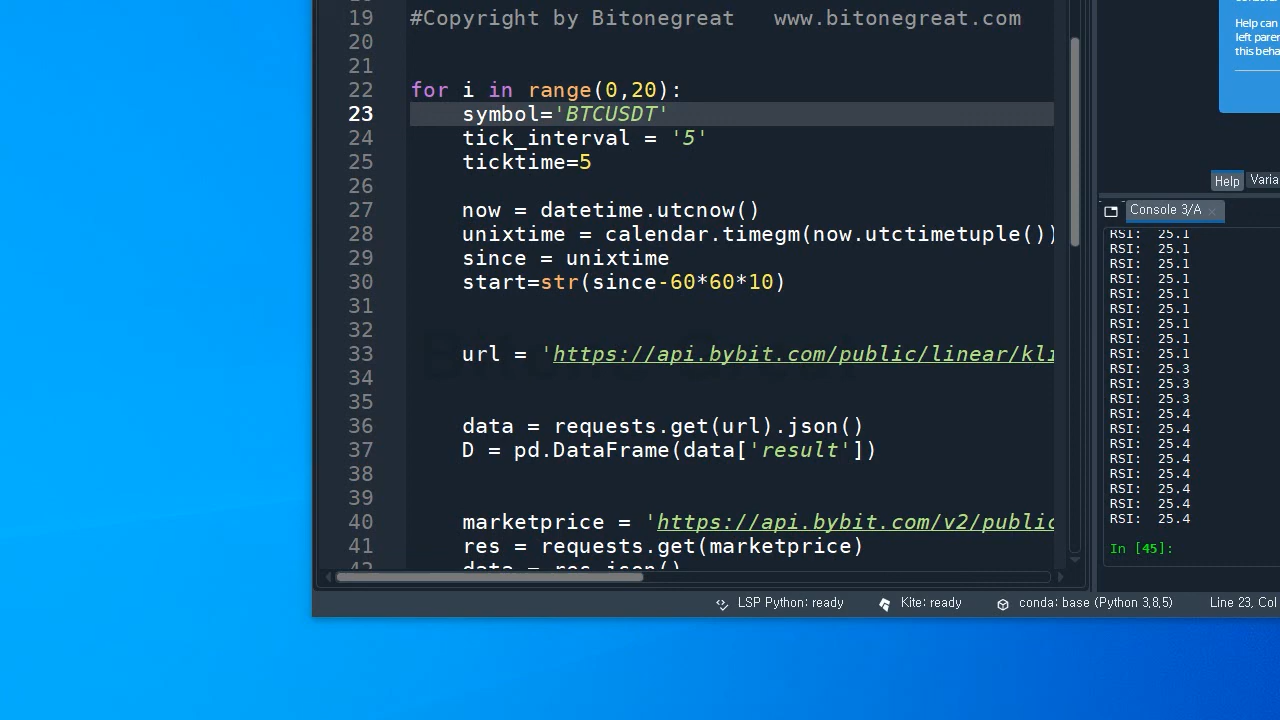 19 #Copyright by Bitonegreat   www.bitonegreat.com
20
21
22 for i in range(0,20):
23     symbol='BTCUSDT'
24     tick_interval = '5'
25     ticktime=5
26
27     now = datetime.utcnow()
28     unixtime = calendar.timegm(now.utctimetuple())
29     since = unixtime
30     start=str(since-60*60*10)
31
32
33     url = 'https://api.bybit.com/public/linear/kli
34
35
36     data = requests.get(url).json()
37     D = pd.DataFrame(data['result'])
38
39
40     marketprice = 'https://api.bybit.com/v2/public
41     res = requests.get(marketprice)
42     data = res.json()
LSP Python: ready
Kite: ready
conda: base (Python 3.8.5)
Line 23, Col
Help can
left paren
this beha
Help
Varia
Console 3/A
RSI:  25.1
RSI:  25.1
RSI:  25.1
RSI:  25.1
RSI:  25.1
RSI:  25.1
RSI:  25.1
RSI:  25.1
RSI:  25.1
RSI:  25.3
RSI:  25.3
RSI:  25.3
RSI:  25.4
RSI:  25.4
RSI:  25.4
RSI:  25.4
RSI:  25.4
RSI:  25.4
RSI:  25.4
RSI:  25.4
In [45]: